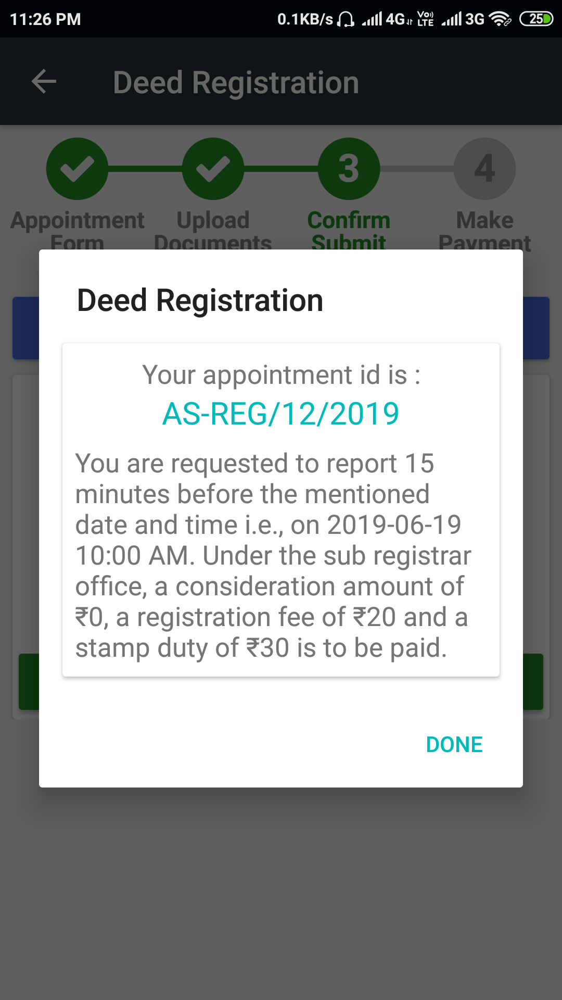 11:26 PM 0.1KB/s 4G VoLTE 3G 25
Deed Registration
3 4
Appointment Upload Confirm Make
Form Documents Submit Payment
Deed Registration
Your appointment id is :
AS-REG/12/2019
You are requested to report 15
minutes before the mentioned
date and time i.e., on 2019-06-19
10:00 AM. Under the sub registrar
office, a consideration amount of
₹0, a registration fee of ₹20 and a
stamp duty of ₹30 is to be paid.
DONE